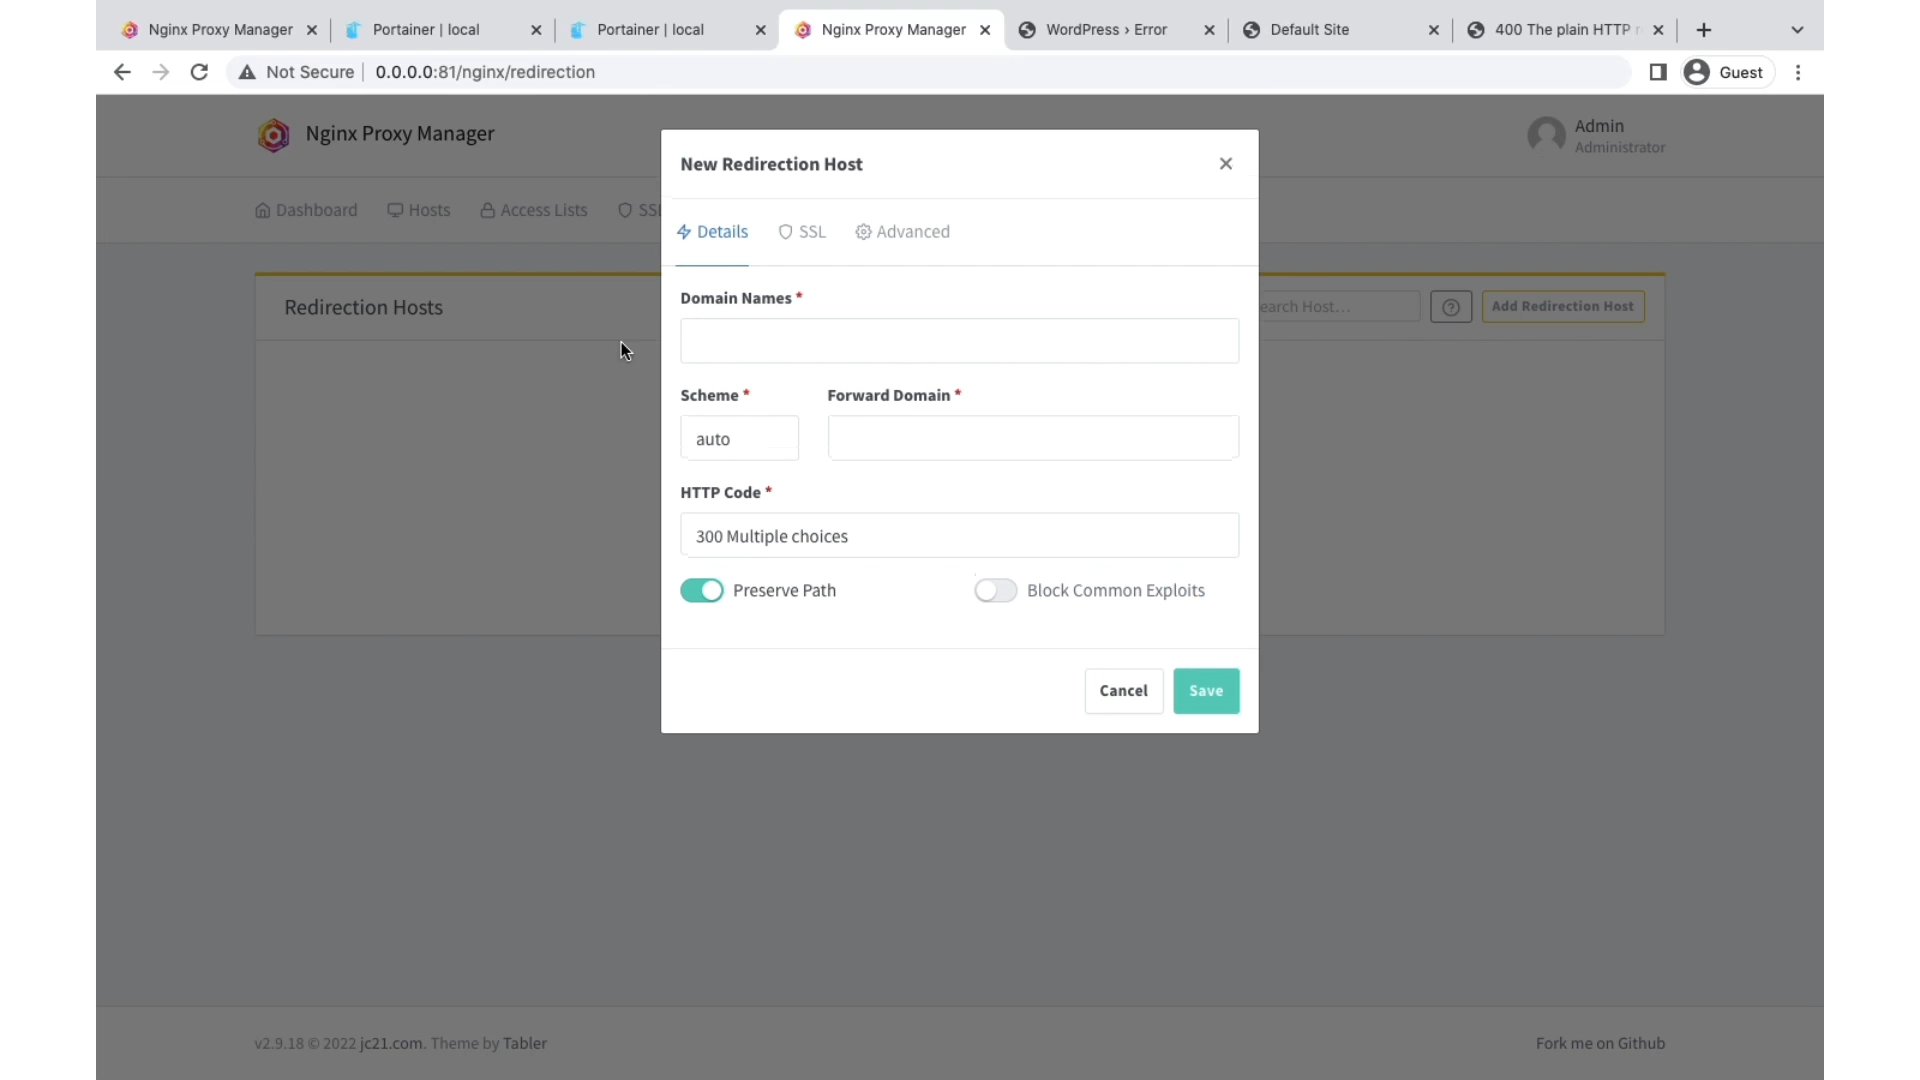 Nginx Proxy Manager
Portainer | local
Portainer | local
Nginx Proxy Manager
WordPress › Error
Default Site
400 The plain HTTP
Not Secure
0.0.0.0:81/nginx/redirection
Guest
Nginx Proxy Manager
Admin
Administrator
Dashboard
Hosts
Access Lists
SSL
Redirection Hosts
earch Host...
Add Redirection Host
New Redirection Host
Details
SSL
Advanced
Domain Names *
Scheme *
Forward Domain *
auto
HTTP Code *
300 Multiple choices
Preserve Path
Block Common Exploits
Cancel
Save
v2.9.18 © 2022 jc21.com. Theme by Tabler
Fork me on Github